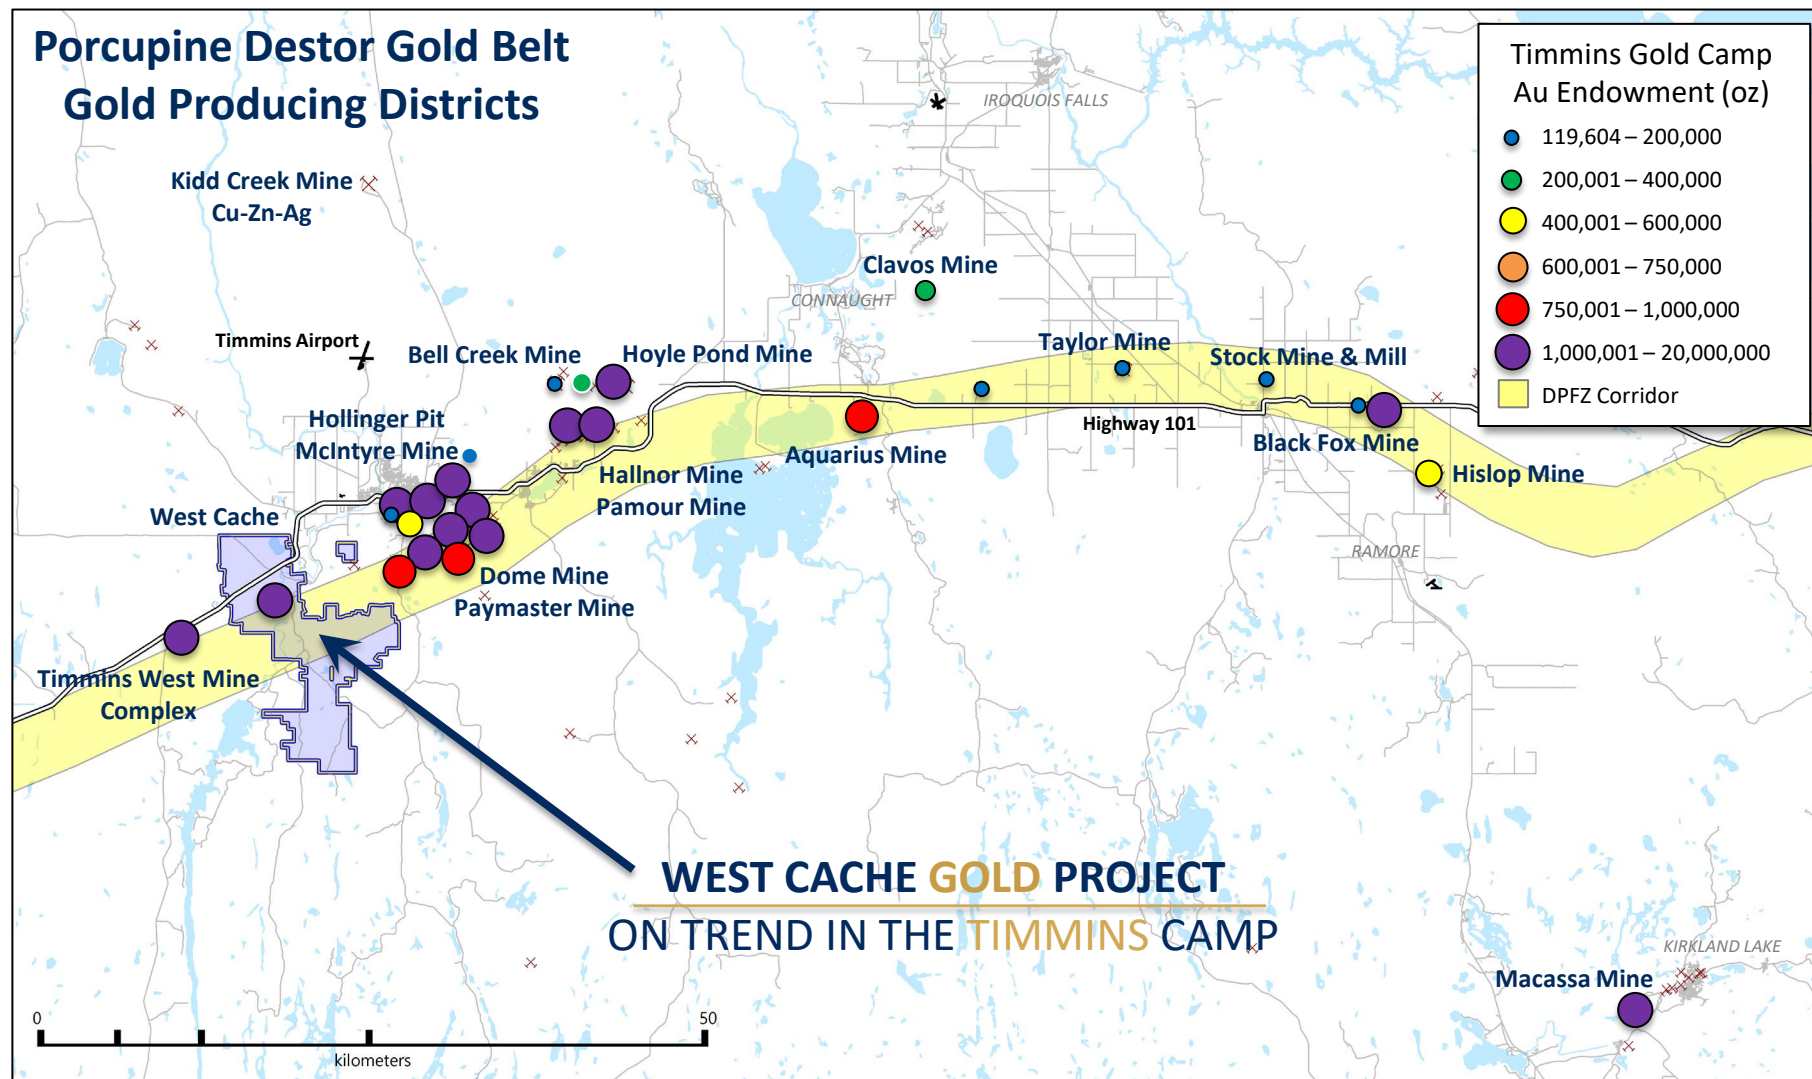 Porcupine Destor Gold Belt
Gold Producing Districts
Timmins Gold Camp
Au Endowment (oz)
119,604 – 200,000
200,001 – 400,000
400,001 – 600,000
600,001 – 750,000
750,001 – 1,000,000
1,000,001 – 20,000,000
DPFZ Corridor
IROQUOIS FALLS
Kidd Creek Mine
Cu-Zn-Ag
Clavos Mine
CONNAUGHT
Timmins Airport
Bell Creek Mine
Hoyle Pond Mine
Taylor Mine
Stock Mine & Mill
Hollinger Pit
McIntyre Mine
Highway 101
Black Fox Mine
Aquarius Mine
Hallnor Mine
Pamour Mine
Hislop Mine
West Cache
RAMORE
Dome Mine
Paymaster Mine
Timmins West Mine
Complex
WEST CACHE GOLD PROJECT
ON TREND IN THE TIMMINS CAMP
KIRKLAND LAKE
Macassa Mine
0
50
kilometers